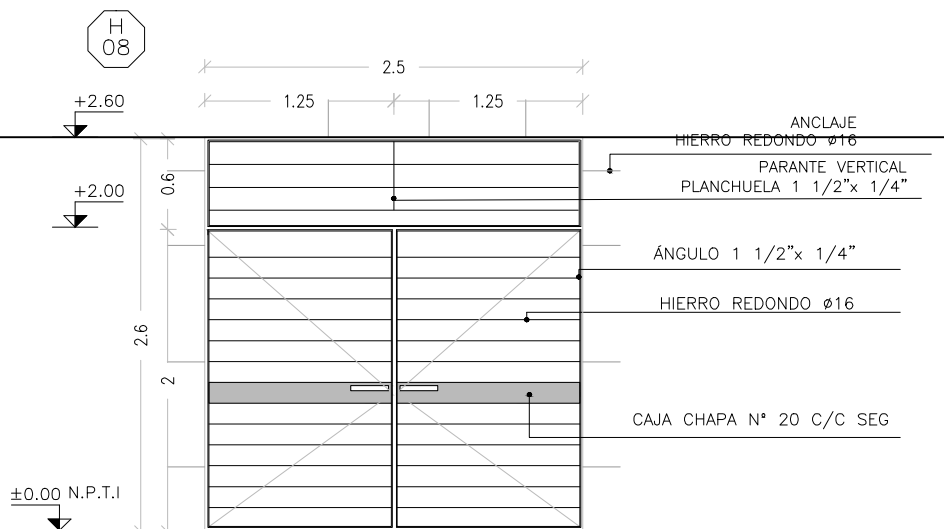 H
08
2.5
1.25
1.25
+2.60
ANCLAJE
HIERRO REDONDO ø16
PARANTE VERTICAL
PLANCHUELA 1 1/2”x 1/4”
0.6
+2.00
ÁNGULO 1 1/2”x 1/4”
HIERRO REDONDO ø16
2.6
2
CAJA CHAPA Nº 20 C/C SEG
±0.00 N.P.T.I